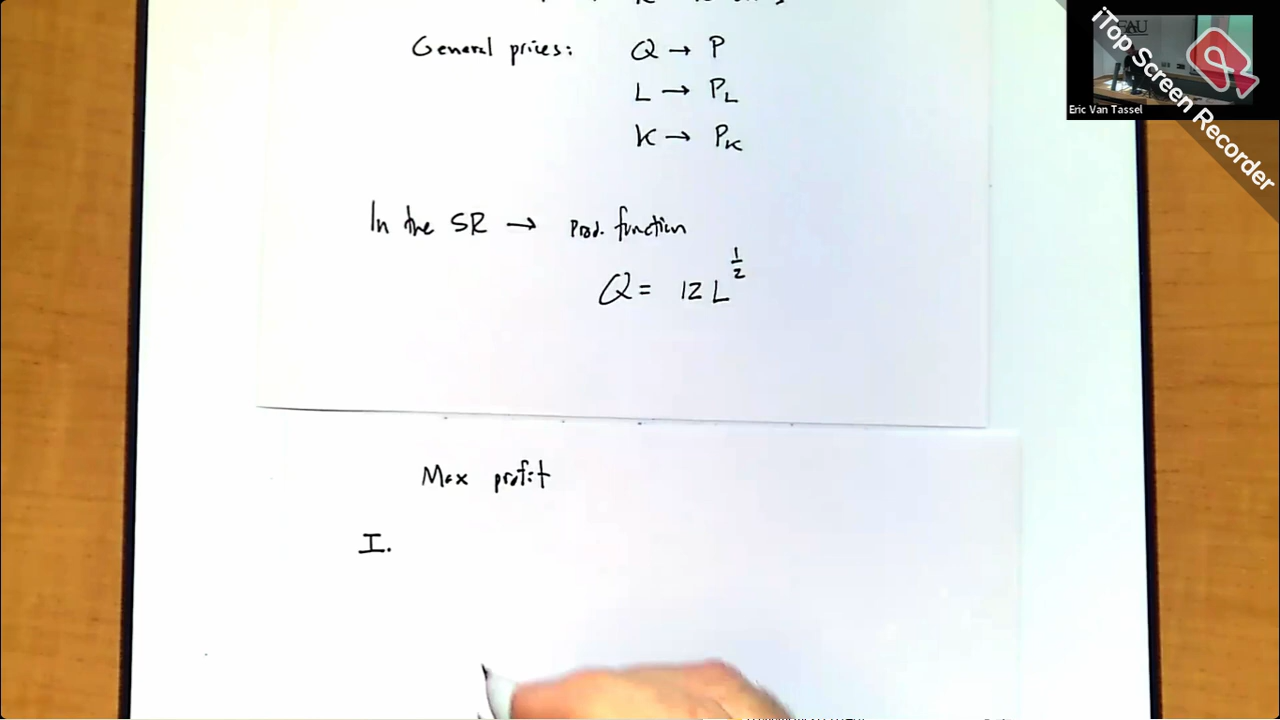 General prices: Q → P
L → P_L
K → P_K
In the SR → Prod. function
Q = 12 L^{1/2}
Max profit
I.
FAU
Eric Van Tassel
iTop Screen Recorder